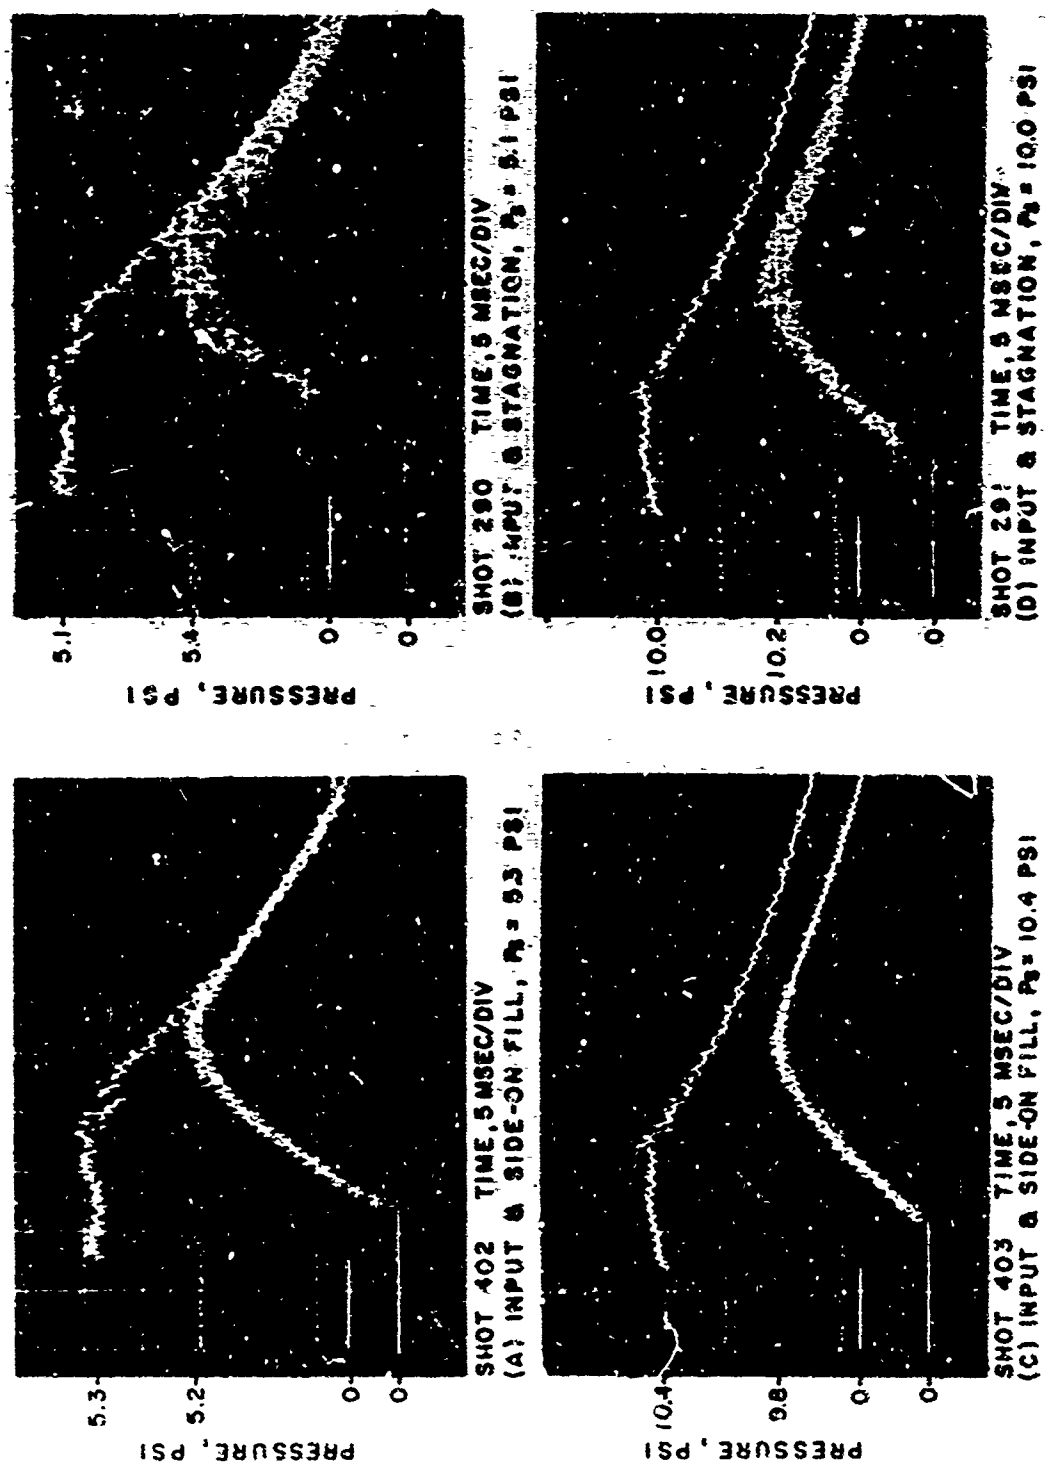 PRESSURE, PSI
5.3
5.2
0
0
SHOT 402 TIME, 5 MSEC/DIV
(A) INPUT & SIDE-ON FILL, Ps = 5.3 PSI
PRESSURE, PSI
5.1
5.4
0
0
SHOT 290 TIME, 5 MSEC/DIV
(B) INPUT & STAGNATION, Ps = 5.1 PSI
PRESSURE, PSI
10.4
9.8
0
0
SHOT 403 TIME, 5 MSEC/DIV
(C) INPUT & SIDE-ON FILL, Ps = 10.4 PSI
PRESSURE, PSI
10.0
10.2
0
0
SHOT 291 TIME, 5 MSEC/DIV
(D) INPUT & STAGNATION, Ps = 10.0 PSI